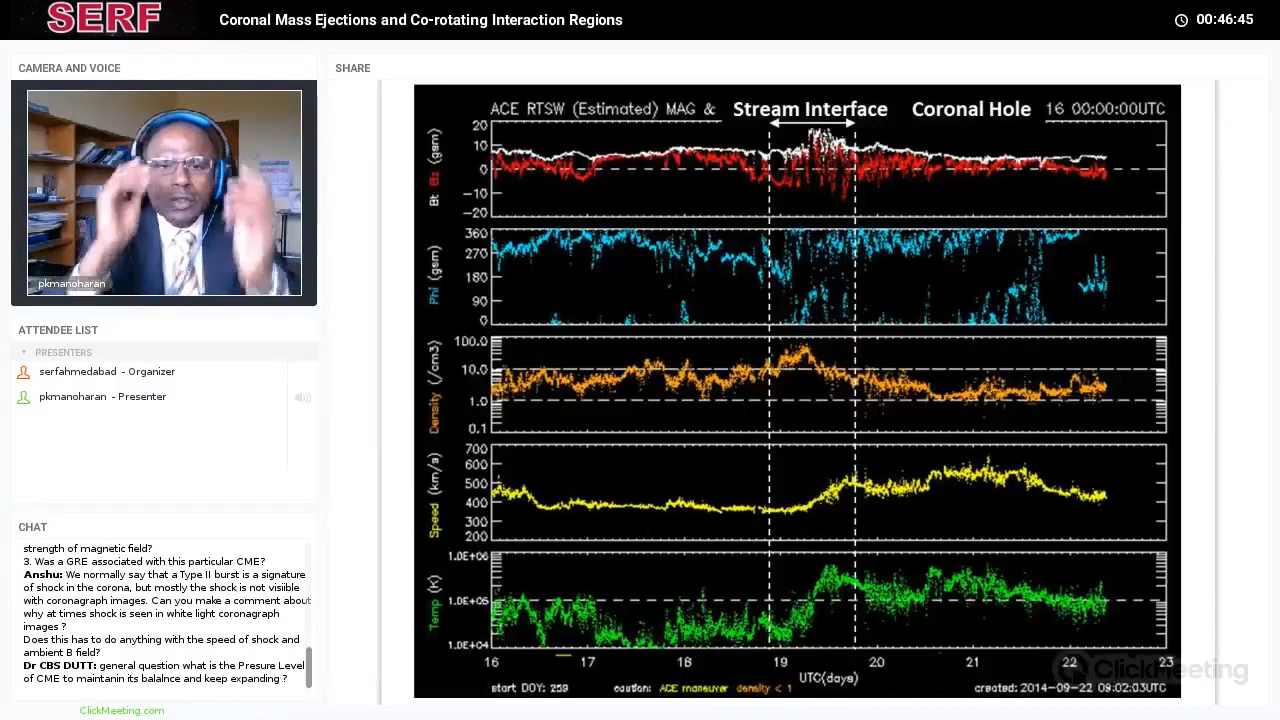 SERF
Coronal Mass Ejections and Co-rotating Interaction Regions
00:46:45
CAMERA AND VOICE
pkmanoharan
ATTENDEE LIST
PRESENTERS
serfahmedabad - Organizer
pkmanoharan - Presenter
CHAT
strength of magnetic field?
3. Was a GRE associated with this particular CME?
Anshu: We normally say that a Type II burst is a signature
of shock in the corona, but mostly the shock is not visiible
with coronagraph images. Can you make a comment about
why at times shock is seen in white light coronagraph
images ?
Does this has to do anything with the speed of shock and
ambient B field?
Dr CBS DUTT: general question what is the Presure Level
of CME to maintanin its balalnce and keep expanding ?
ClickMeeting.com
SHARE
ACE RTSW (Estimated) MAG &
Stream Interface
Coronal Hole
16 00:00:00UTC
Bt Bz (gsm)
20
10
0
-10
-20
Phi (gsm)
360
270
180
90
0
Density (/cm3)
100.0
10.0
1.0
0.1
Speed (km/s)
700
600
500
400
300
200
Temp (K)
1.0E+06
1.0E+05
1.0E+04
16 17 18 19 20 21 22 23
UTC(days)
start DOY: 259
caution: ACE maneuver density < 1
created: 2014-09-22 09:02:03UTC
ClickMeeting